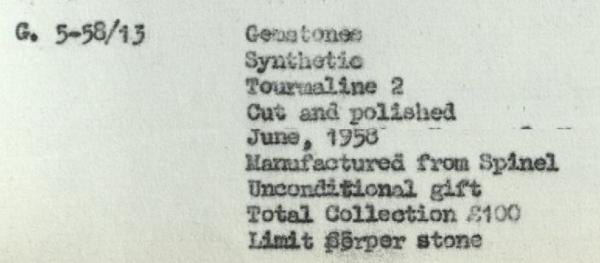 G. 5-58/13 Gemstones
Synthetic
Tourmaline 2
Cut and polished
June, 1958
Manufactured from Spinel
Unconditional gift
Total Collection £100
Limit per stone